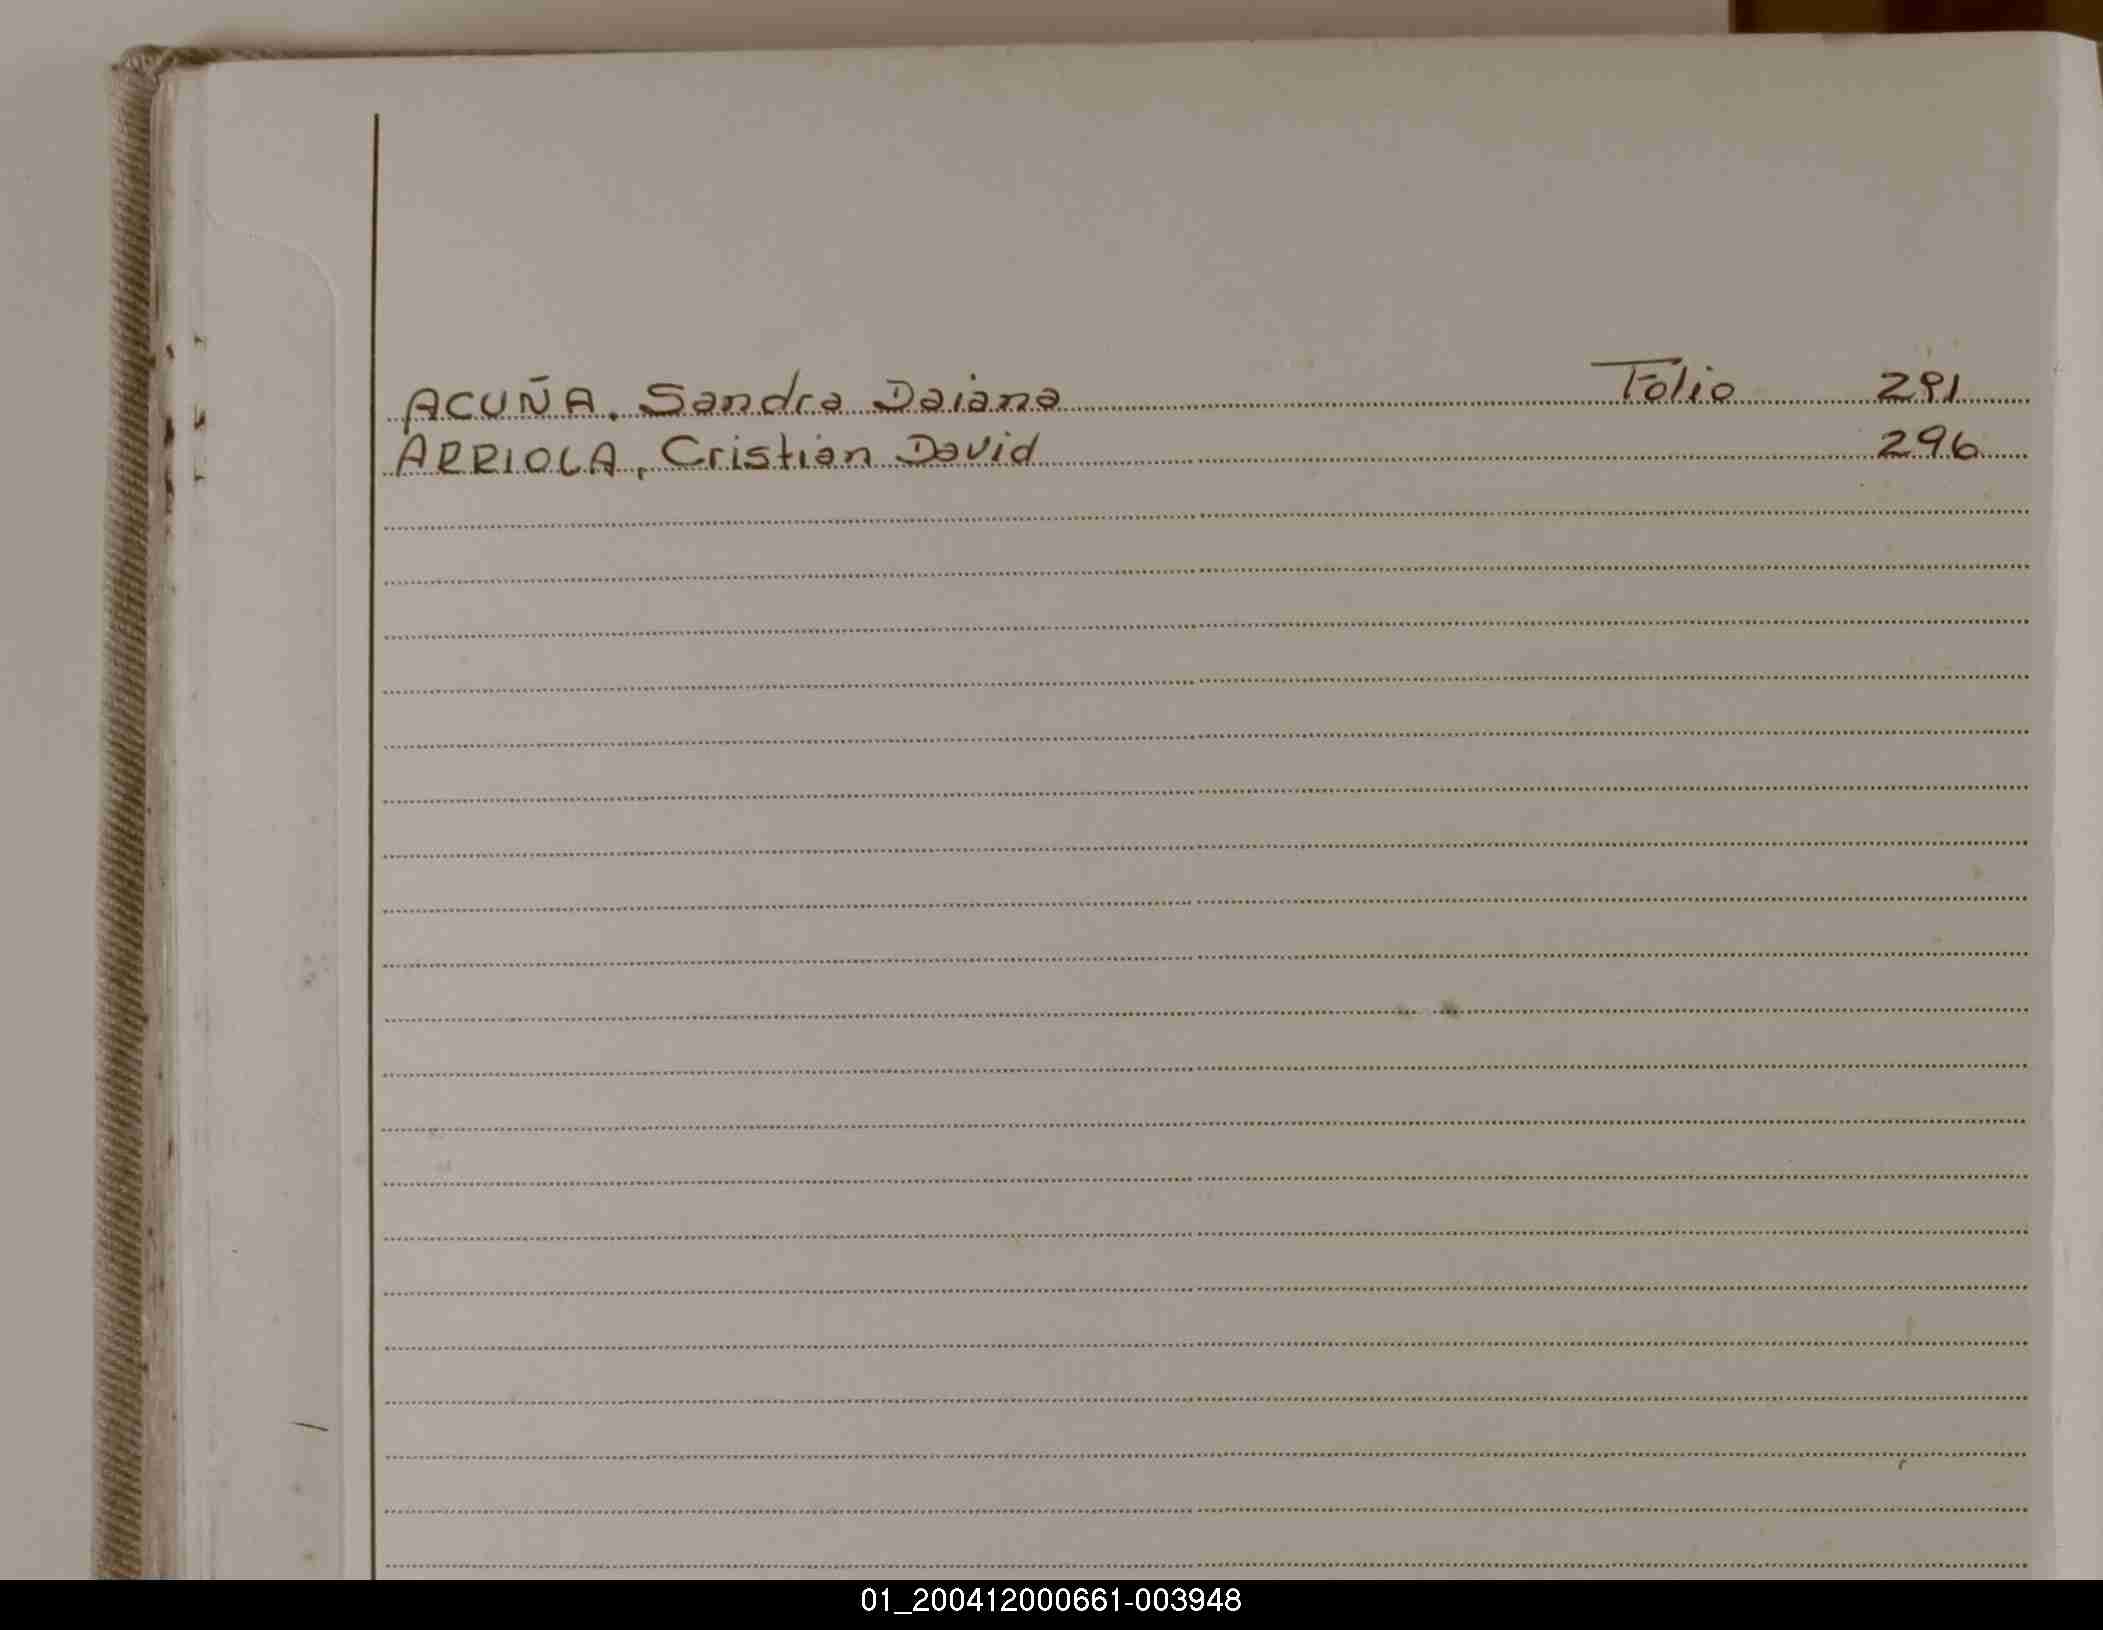 ACUÑA, Sandra Daiana Folio 291
ARRIOLA, Cristian David 296
01_200412000661-003948